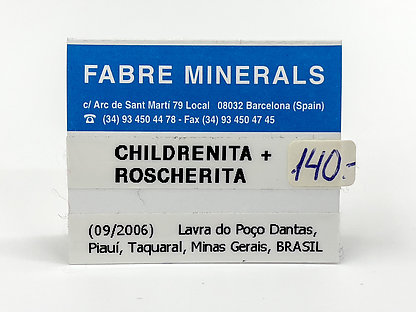 FABRE MINERALS
c/ Arc de Sant Martí 79 Local 08032 Barcelona (Spain)
☎ (34) 93 450 44 78 - Fax (34) 93 450 47 45
CHILDRENITA +
ROSCHERITA
140.-
(09/2006) Lavra do Poço Dantas,
Piauí, Taquaral, Minas Gerais, BRASIL